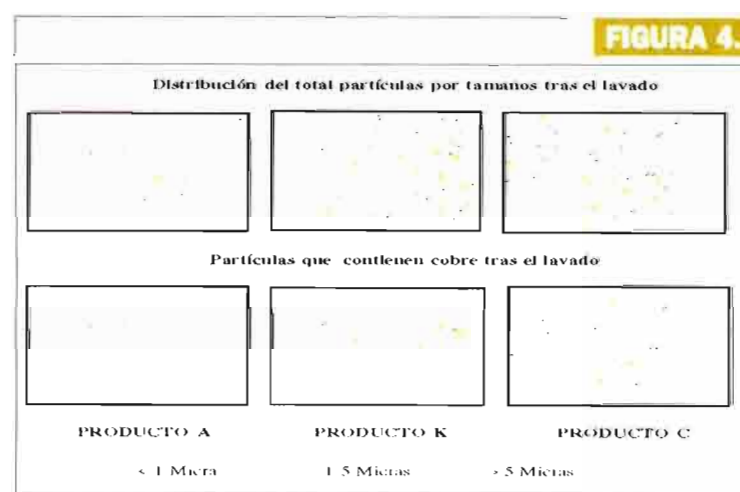 FIGURA 4.
Distribución del total partículas por tamanos tras el lavado
Partículas que contienen cobre tras el lavado
PRODUCTO A PRODUCTO K PRODUCTO C
< 1 Micra 1 5 Micras > 5 Micras